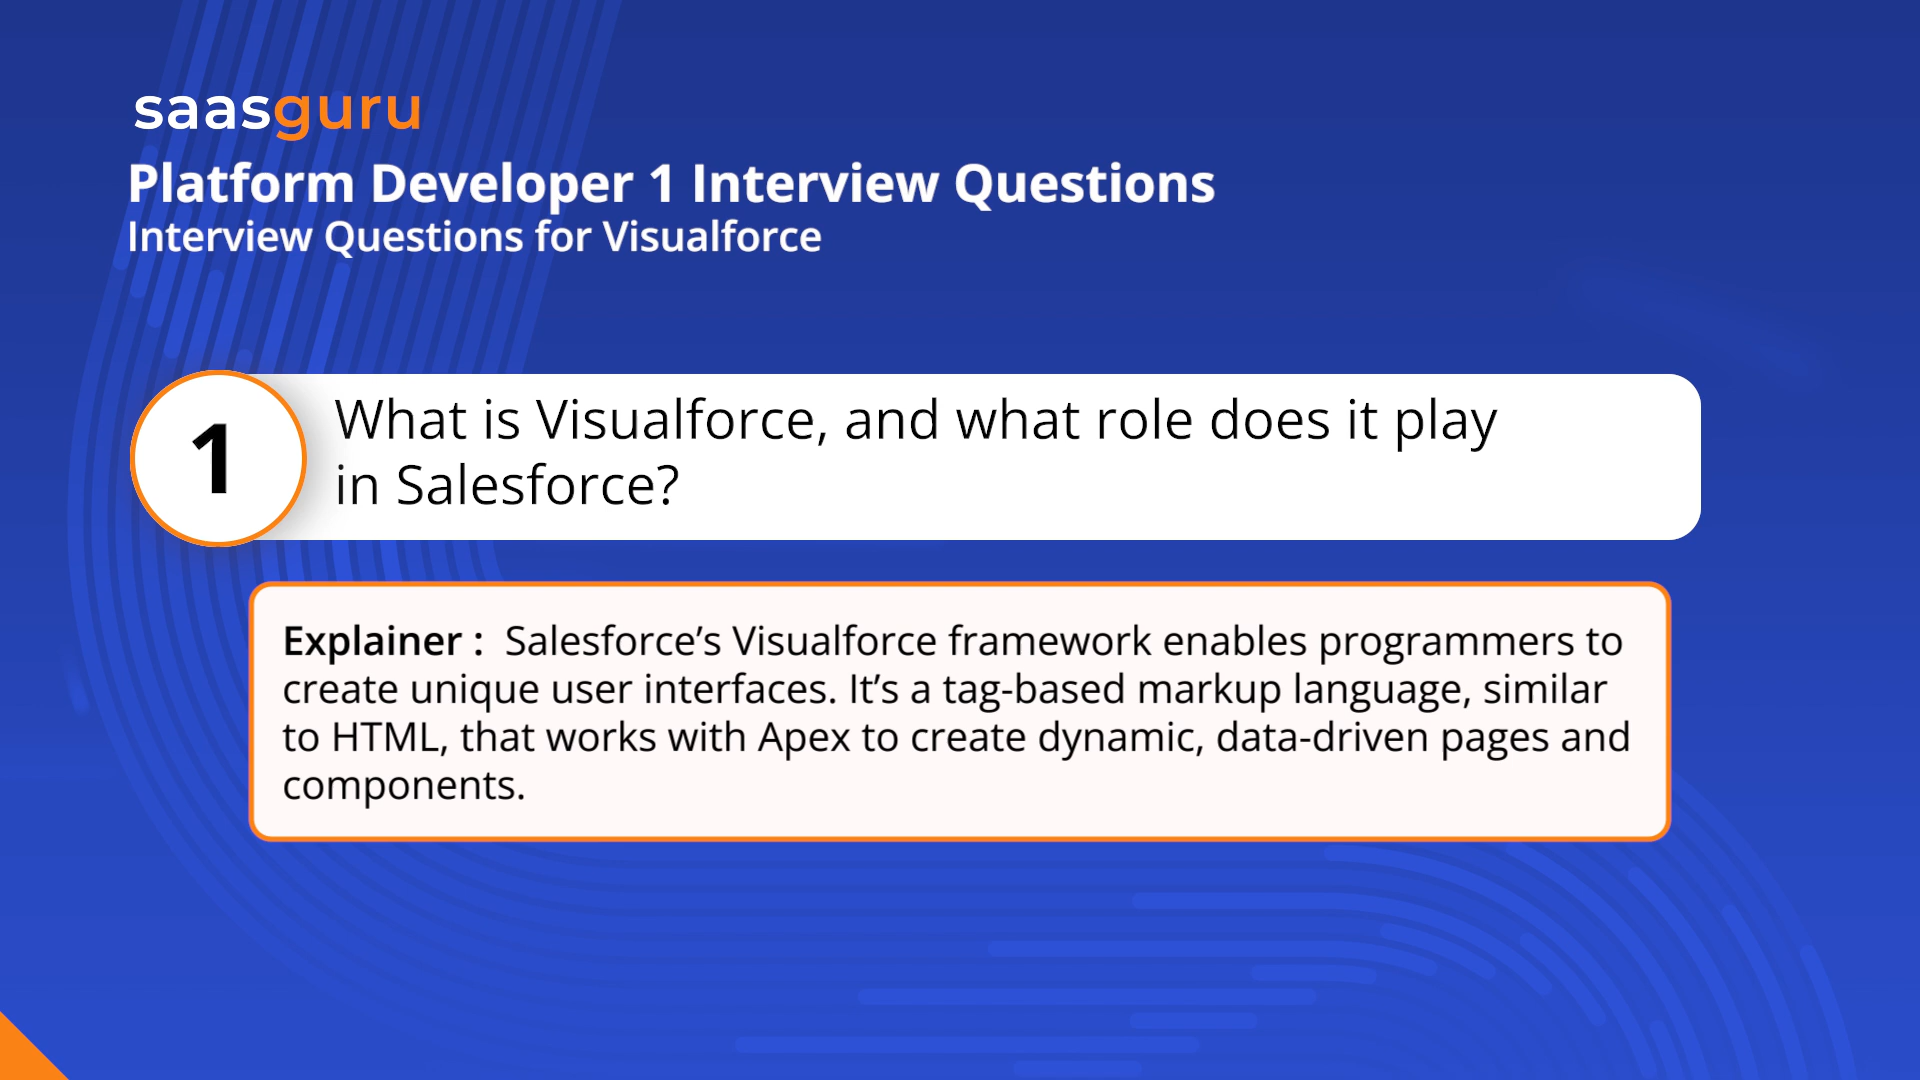 saasguru
Platform Developer 1 Interview Questions
Interview Questions for Visualforce
1
What is Visualforce, and what role does it play
in Salesforce?
Explainer : Salesforce’s Visualforce framework enables programmers to
create unique user interfaces. It’s a tag-based markup language, similar
to HTML, that works with Apex to create dynamic, data-driven pages and
components.